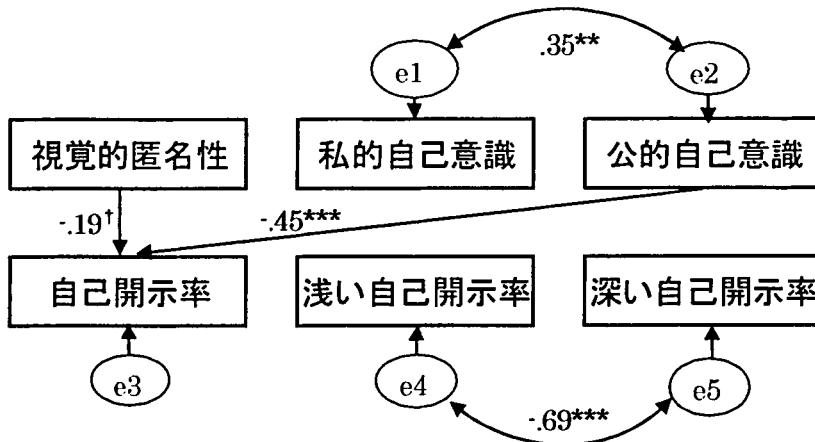 .35**
e1
e2
視覚的匿名性
私的自己意識
公的自己意識
-.19†
-.45***
自己開示率
浅い自己開示率
深い自己開示率
e3
e4
e5
-.69***